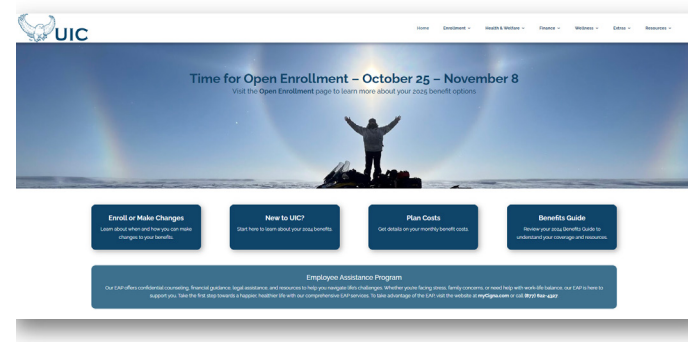 UIC
Home Enrollment Health & Welfare Finance Wellness Extras Resources
Time for Open Enrollment – October 25 – November 8
Visit the Open Enrollment page to learn more about your 2025 benefit options
Enroll or Make Changes
Learn about when and how you can make
changes to your benefits.
New to UIC?
Start here to learn about your 2024 benefits.
Plan Costs
Get details on your monthly benefit costs.
Benefits Guide
Review your 2024 Benefits Guide to
understand your coverage and resources.
Employee Assistance Program
Our EAP offers confidential counseling, financial guidance, legal assistance, and resources to help you navigate life's challenges. Whether you're facing stress, family concerns, or need help with work-life balance, our EAP is here to
support you. Take the first step towards a happier, healthier life with our comprehensive EAP services. To take advantage of the EAP, visit the website at myCigna.com or call (877) 622-4327.